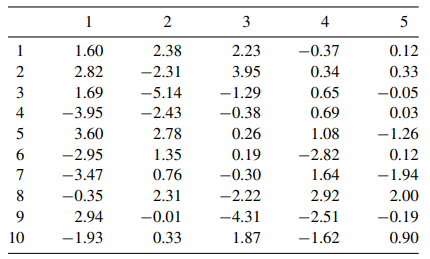 1 2 3 4 5
1 1.60 2.38 2.23 −0.37 0.12
2 2.82 −2.31 3.95 0.34 0.33
3 1.69 −5.14 −1.29 0.65 −0.05
4 −3.95 −2.43 −0.38 0.69 0.03
5 3.60 2.78 0.26 1.08 −1.26
6 −2.95 1.35 0.19 −2.82 0.12
7 −3.47 0.76 −0.30 1.64 −1.94
8 −0.35 2.31 −2.22 2.92 2.00
9 2.94 −0.01 −4.31 −2.51 −0.19
10 −1.93 0.33 1.87 −1.62 0.90